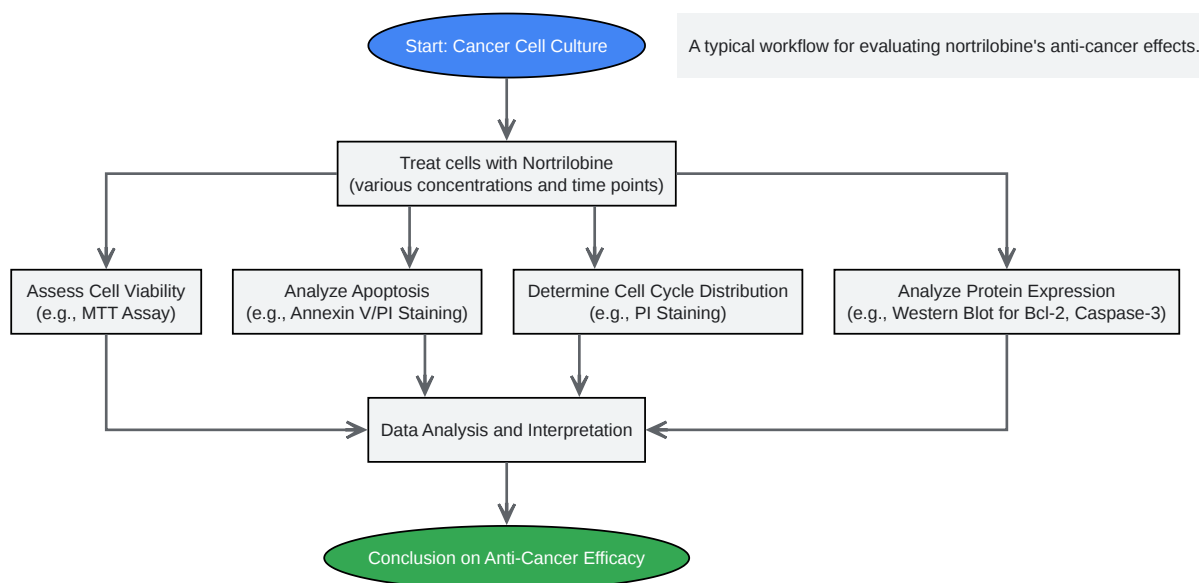 Start: Cancer Cell Culture
A typical workflow for evaluating nortrilobine's anti-cancer effects.
Treat cells with Nortrilobine
(various concentrations and time points)
Assess Cell Viability
(e.g., MTT Assay)
Analyze Apoptosis
(e.g., Annexin V/PI Staining)
Determine Cell Cycle Distribution
(e.g., PI Staining)
Analyze Protein Expression
(e.g., Western Blot for Bcl-2, Caspase-3)
Data Analysis and Interpretation
Conclusion on Anti-Cancer Efficacy